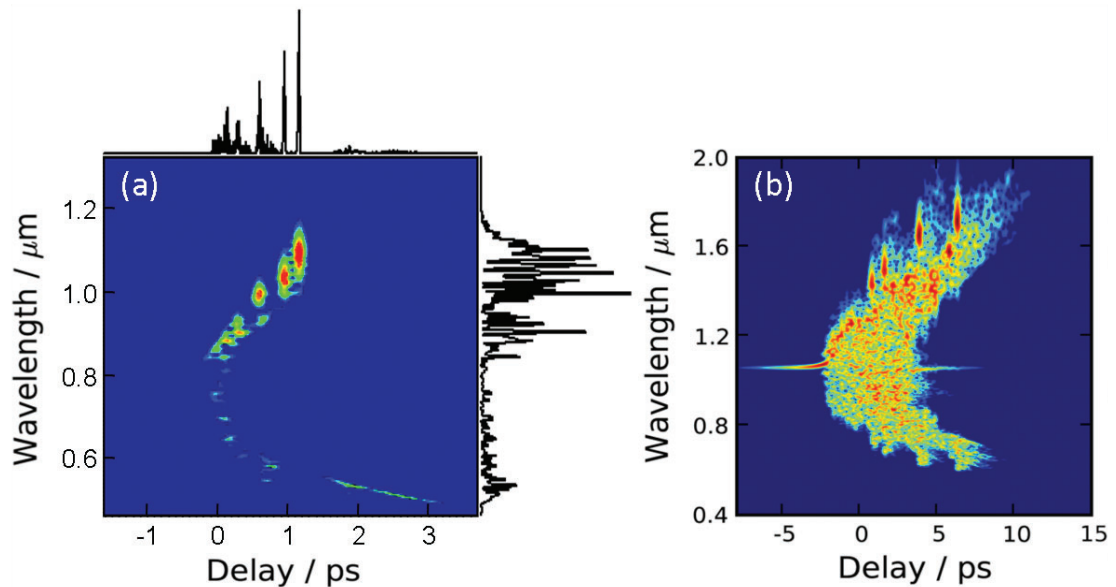 (a)
1.2
1.0
0.8
0.6
Wavelength / μm
-1 0 1 2 3
Delay / ps
(b)
2.0
1.6
1.2
0.8
0.4
Wavelength / μm
-5 0 5 10 15
Delay / ps